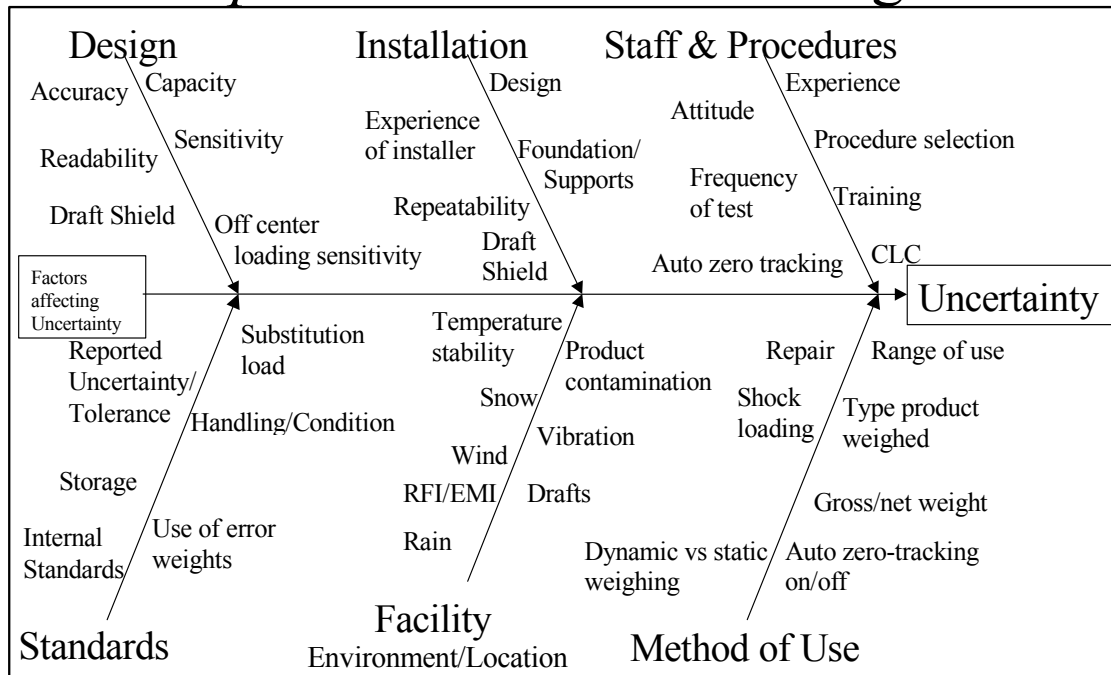 Design
Accuracy
Capacity
Sensitivity
Readability
Draft Shield
Off center
loading sensitivity
Installation
Design
Experience
of installer
Foundation/
Supports
Repeatability
Draft
Shield
Staff & Procedures
Experience
Attitude
Procedure selection
Frequency
of test
Training
Auto zero tracking
CLC
Factors
affecting
Uncertainty
Uncertainty
Reported
Uncertainty/
Tolerance
Substitution
load
Handling/Condition
Storage
Internal
Standards
Use of error
weights
Standards
Temperature
stability
Product
contamination
Snow
Vibration
Wind
RFI/EMI
Drafts
Rain
Facility
Environment/Location
Repair
Range of use
Shock
loading
Type product
weighed
Gross/net weight
Dynamic vs static
weighing
Auto zero-tracking
on/off
Method of Use